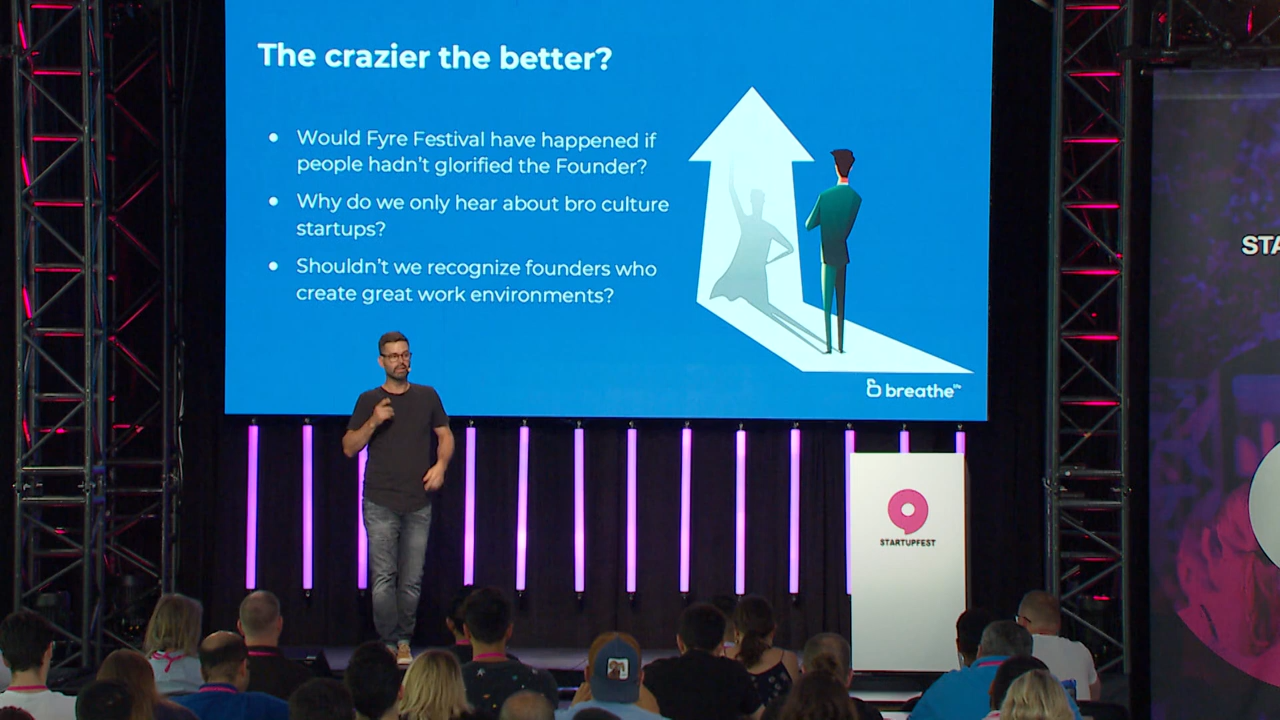 The crazier the better?
● Would Fyre Festival have happened if
people hadn't glorified the Founder?
● Why do we only hear about bro culture
startups?
● Shouldn't we recognize founders who
create great work environments?
breathe
STARTUPFEST
STA